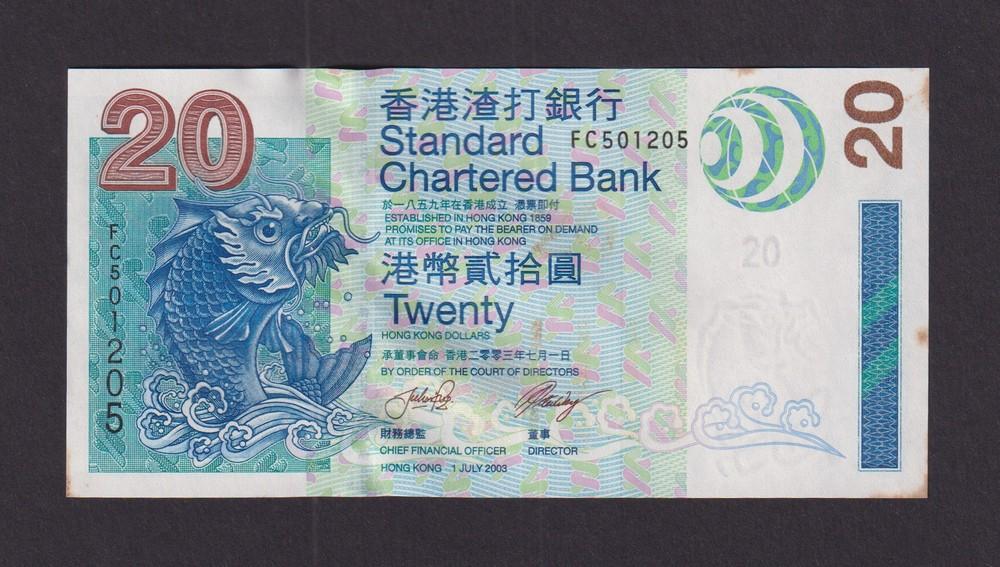 20
香港渣打銀行
Standard
Chartered Bank
FC501205
於一八五九年在香港成立 憑票即付
ESTABLISHED IN HONG KONG 1859
PROMISES TO PAY THE BEARER ON DEMAND
AT ITS OFFICE IN HONG KONG
港幣貳拾圓
Twenty
HONG KONG DOLLARS
承董事會命 香港二零零三年七月一日
BY ORDER OF THE COURT OF DIRECTORS
財務總監 董事
CHIEF FINANCIAL OFFICER DIRECTOR
HONG KONG 1 JULY 2003
FC501205
20
20